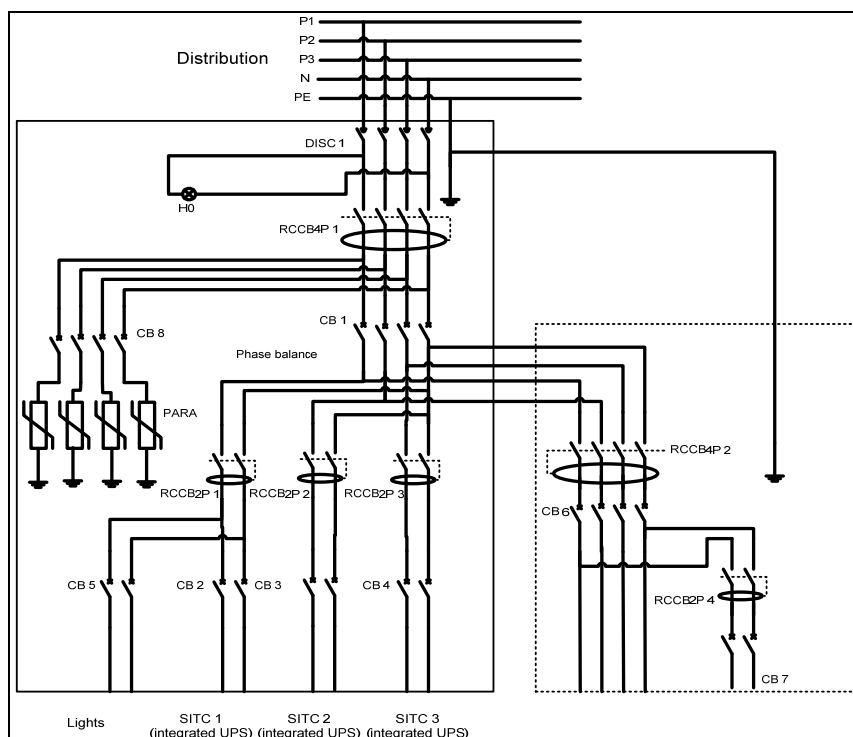 P1
P2
Distribution
P3
N
PE
DISC 1
H0
RCCB4P 1
CB 1
CB 8
Phase balance
PARA
RCCB4P 2
RCCB2P 1
RCCB2P 2
RCCB2P 3
CB 6
CB 5
CB 2
CB 3
CB 4
RCCB2P 4
CB 7
Lights
SITC 1
(integrated UPS)
SITC 2
(integrated UPS)
SITC 3
(integrated UPS)